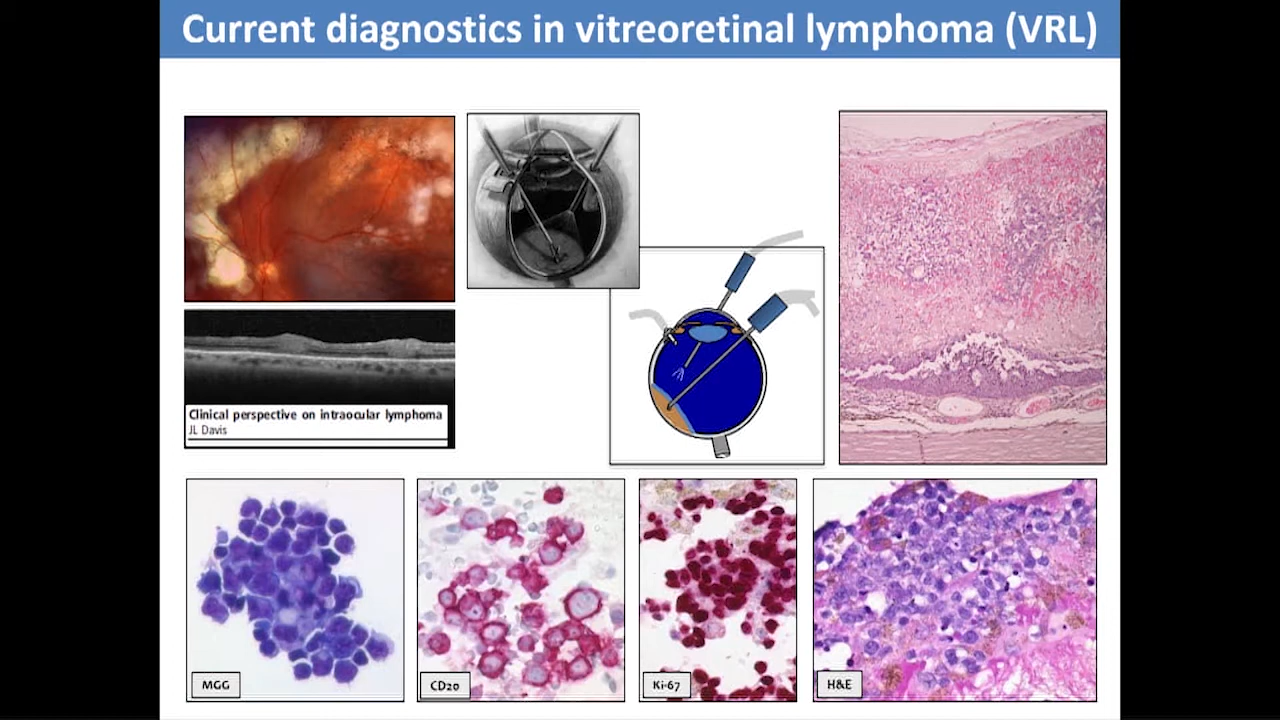 Current diagnostics in vitreoretinal lymphoma (VRL)
Clinical perspective on intraocular lymphoma
JL Davis
MGG
CD20
Ki-67
H&E